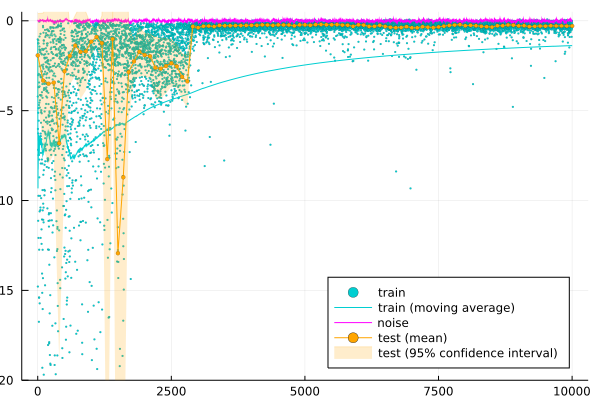 0
−5
10
15
20
0
2500
5000
7500
10000
train
train (moving average)
noise
test (mean)
test (95% confidence interval)